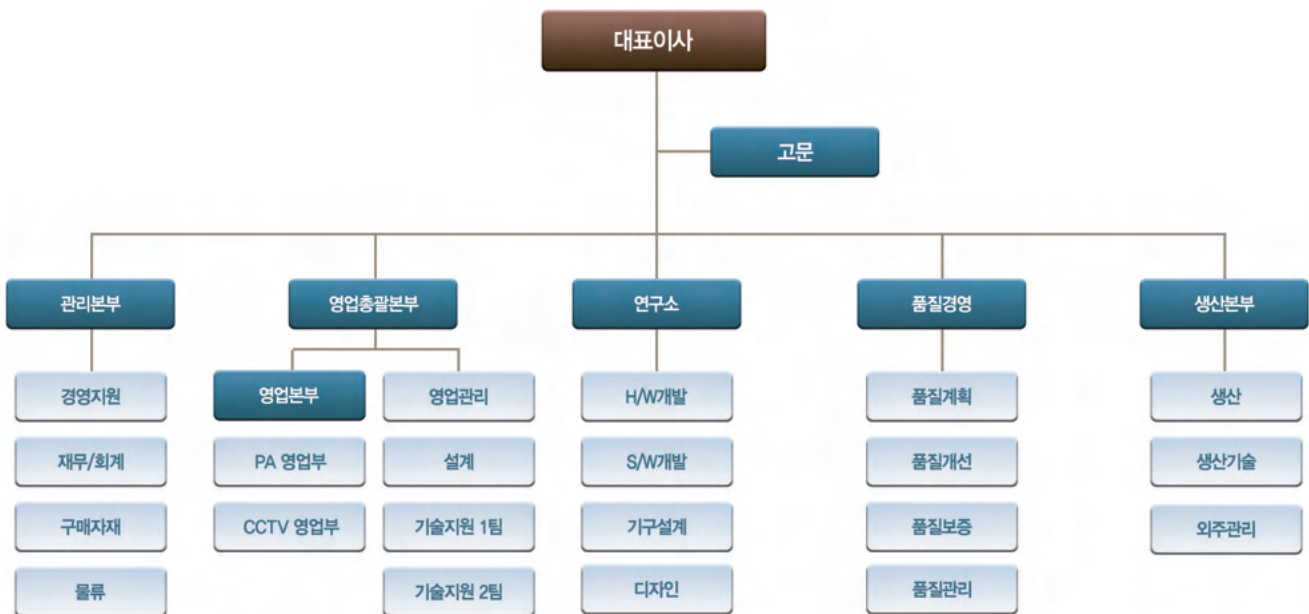 대표이사
고문
관리본부
영업총괄본부
연구소
품질경영
생산본부
경영지원
영업본부
영업관리
H/W개발
품질계획
생산
재무/회계
PA 영업부
설계
S/W개발
품질개선
생산기술
구매자재
CCTV 영업부
기술지원 1팀
기구설계
품질보증
외주관리
물류
기술지원 2팀
디자인
품질관리